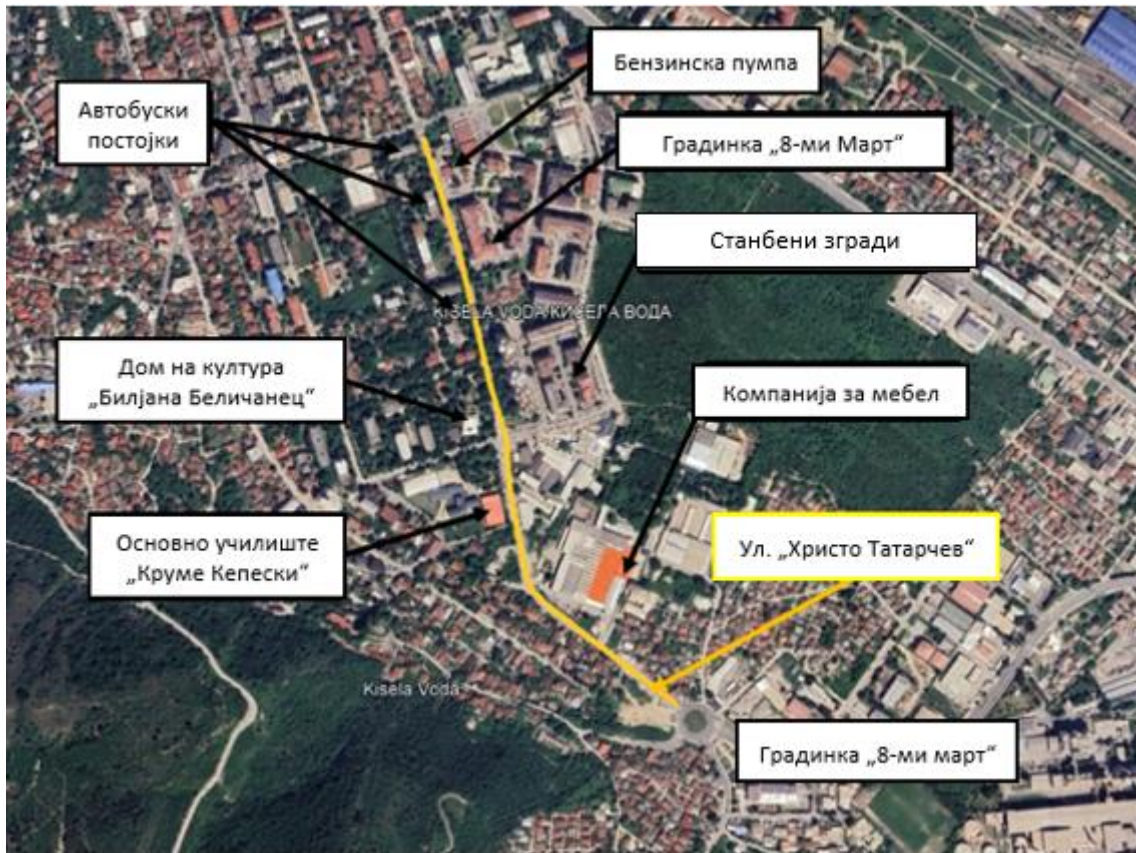 Бензинска пумпа
Автобуски
постојки
Градинка „8-ми Март“
Станбени згради
KISELA VODA КИСЕЛА ВОДА
Дом на култура
„Билјана Беличанец“
Компанија за мебел
Основно училиште
„Круме Кепески“
Ул. „Христо Татарчев“
Kisela Voda
Градинка „8-ми март“